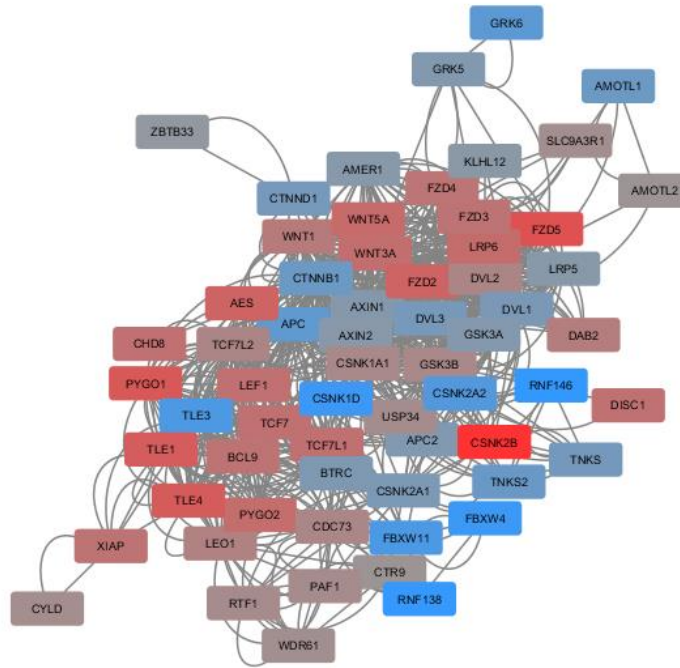 GRK6
GRK5
AMOTL1
ZBTB33
SLC9A3R1
KLHL12
AMER1
FZD4
AMOTL2
CTNND1
WNT5A
FZD3
FZD5
WNT1
WNT3A
LRP6
LRP5
CTNNB1
FZD2
DVL2
AES
AXIN1
DVL1
APC
DVL3
AXIN2
GSK3A
DAB2
CHD8
TCF7L2
CSNK1A1
GSK3B
PYGO1
LEF1
CSNK1D
CSNK2A2
RNF146
DISC1
TLE3
TCF7
USP34
TLE1
BCL9
TCF7L1
APC2
CSNK2B
TNKS
BTRC
CSNK2A1
TNKS2
TLE4
PYGO2
CDC73
FBXW4
XIAP
LEO1
FBXW11
CTR9
CYLD
RTF1
PAF1
RNF138
WDR61